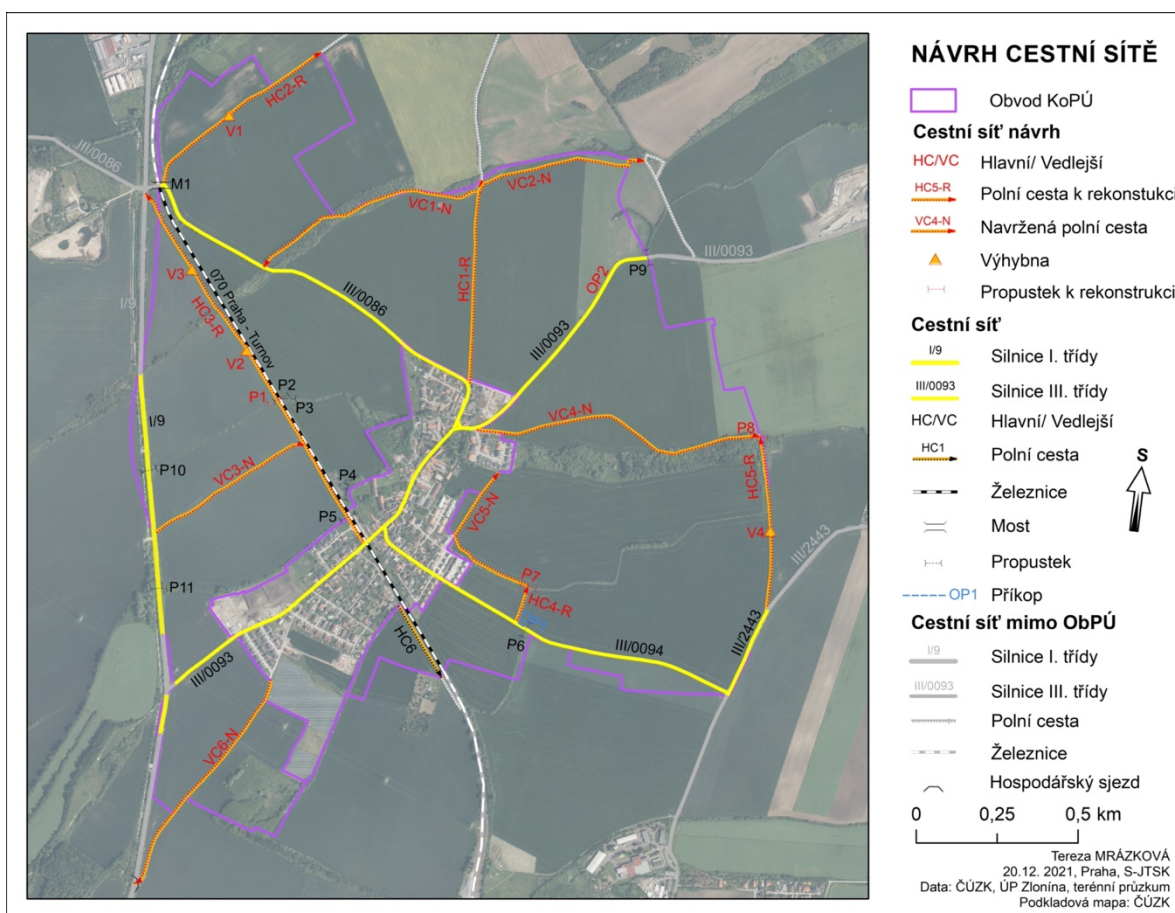 NÁVRH CESTNÍ SÍTĚ
Obvod KoPÚ
Cestní síť návrh
HC/VC Hlavní/ Vedlejší
HC5-R Polní cesta k rekonstukci
VC4-N Navržená polní cesta
Výhybna
Propustek k rekonstrukci
Cestní síť
I/9 Silnice I. třídy
III/0093 Silnice III. třídy
HC/VC Hlavní/ Vedlejší
HC1 Polní cesta
Železnice
Most
Propustek
OP1 Příkop
Cestní síť mimo ObPÚ
I/9 Silnice I. třídy
III/0093 Silnice III. třídy
Polní cesta
Železnice
Hospodářský sjezd
S
0 0,25 0,5 km
Tereza MRÁZKOVÁ
20.12. 2021, Praha, S-JTSK
Data: ČÚZK, ÚP Zlonína, terénní průzkum
Podkladová mapa: ČÚZK
HC2-R
V1
III/0086
M1
VC2-N
VC1-N
III/0093
P9
OP2
V3
070 Praha - Turnov
HC1-R
III/0086
I/9
HC3-R
III/0093
V2
P2
P1
P3
VC4-N
P8
I/9
HC5-R
P10
VC3-N
P4
VC5-N
P5
V4
III/2443
P7
P11
HC4-R
HC6
P6
III/0094
III/2443
III/0093
VC6-N